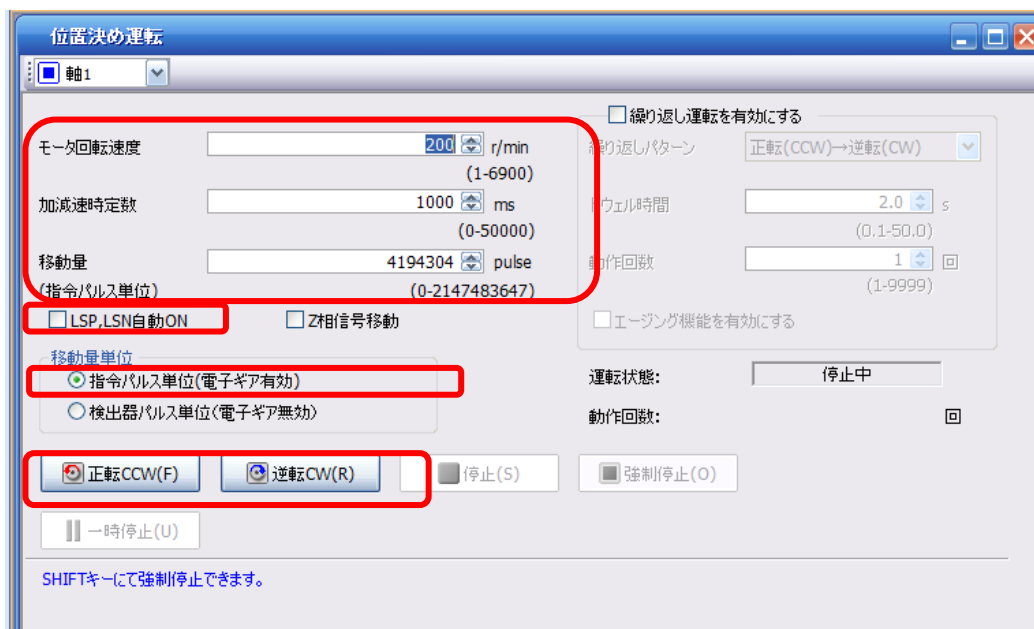 位置決め運転
軸1
モータ回転速度 200 r/min
(1-6900)
加減速時定数 1000 ms
(0-50000)
移動量 4194304 pulse
(指令パルス単位) (0-2147483647)
LSP,LSN自動ON Z相信号移動
移動量単位
指令パルス単位(電子ギア有効)
検出器パルス単位(電子ギア無効)
繰り返し運転を有効にする
繰り返しパターン 正転(CCW)→逆転(CW)
ドウェル時間 2.0 s
(0.1-50.0)
動作回数 1 回
(1-9999)
エージング機能を有効にする
運転状態: 停止中
動作回数: 回
正転CCW(F) 逆転CW(R) 停止(S) 強制停止(O)
一時停止(U)
SHIFTキーにて強制停止できます。